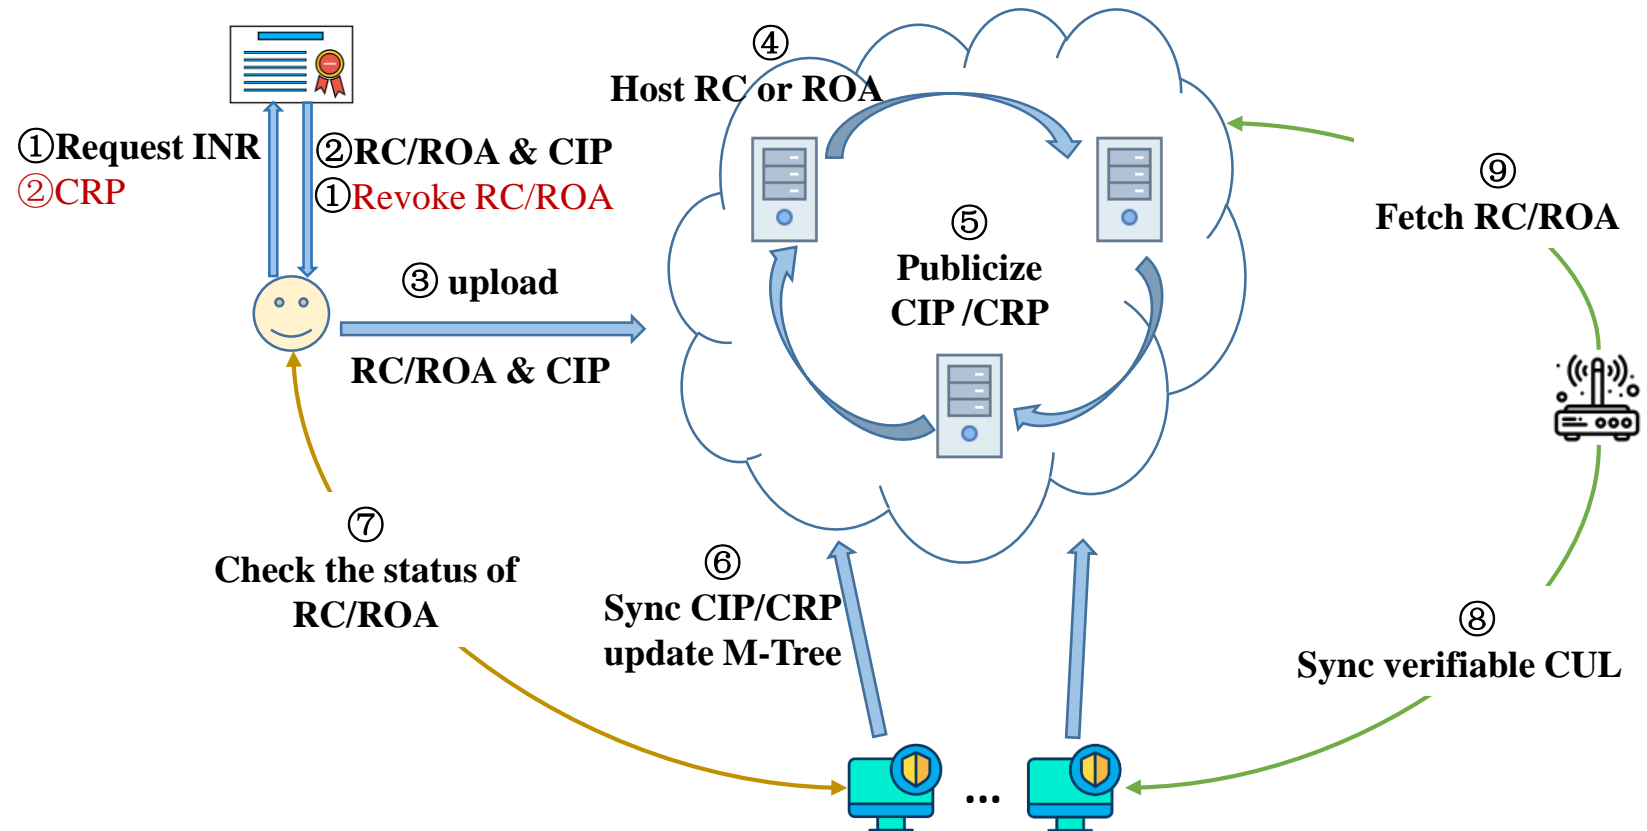 ①Request INR
②CRP
②RC/ROA & CIP
①Revoke RC/ROA
③ upload
RC/ROA & CIP
④
Host RC or ROA
⑤
Publicize
CIP /CRP
⑥
Sync CIP/CRP
update M-Tree
⑦
Check the status of
RC/ROA
⑧
Sync verifiable CUL
⑨
Fetch RC/ROA
...